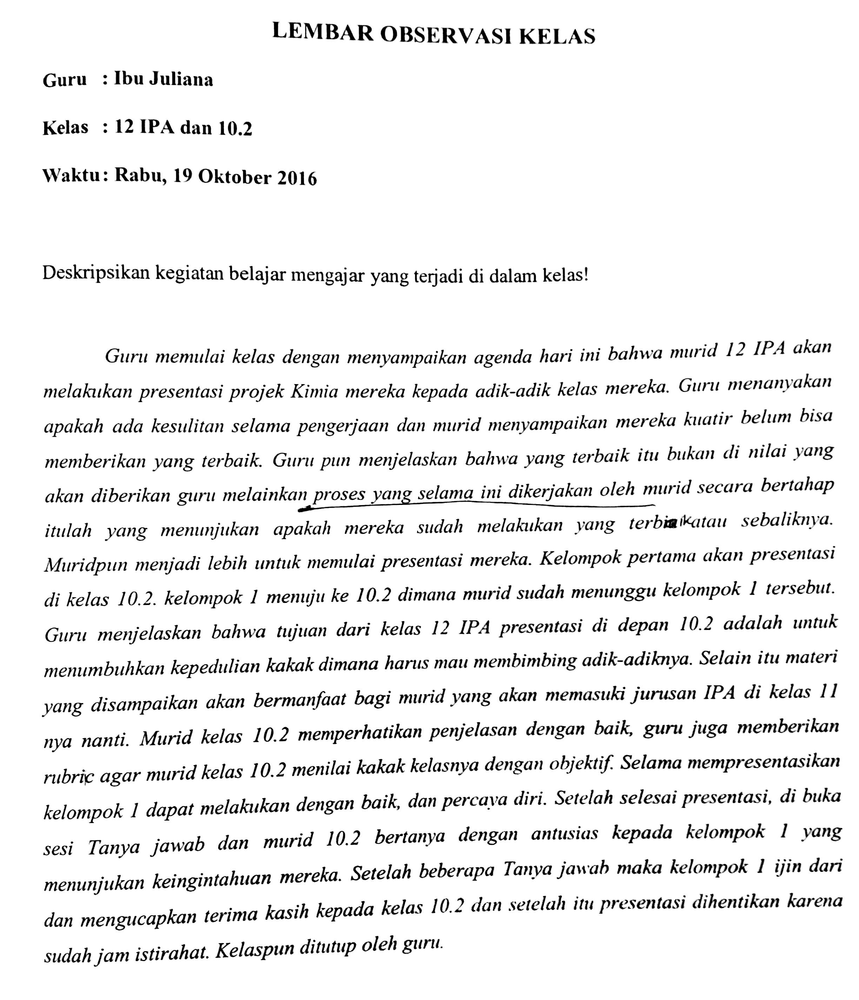 LEMBAR OBSERVASI KELAS
Guru : Ibu Juliana
Kelas : 12 IPA dan 10.2
Waktu : Rabu, 19 Oktober 2016
Deskripsikan kegiatan belajar mengajar yang terjadi di dalam kelas!
Guru memulai kelas dengan menyampaikan agenda hari ini bahwa murid 12 IPA akan
melakukan presentasi projek Kimia mereka kepada adik-adik kelas mereka. Guru menanyakan
apakah ada kesulitan selama pengerjaan dan murid menyampaikan mereka kuatir belum bisa
memberikan yang terbaik. Guru pun menjelaskan bahwa yang terbaik itu bukan di nilai yang
akan diberikan guru melainkan proses yang selama ini dikerjakan oleh murid secara bertahap
itulah yang menunjukan apakah mereka sudah melakukan yang terbaik atau sebaliknya.
Muridpun menjadi lebih untuk memulai presentasi mereka. Kelompok pertama akan presentasi
di kelas 10.2. kelompok 1 menuju ke 10.2 dimana murid sudah menunggu kelompok 1 tersebut.
Guru menjelaskan bahwa tujuan dari kelas 12 IPA presentasi di depan 10.2 adalah untuk
menumbuhkan kepedulian kakak dimana harus mau membimbing adik-adiknya. Selain itu materi
yang disampaikan akan bermanfaat bagi murid yang akan memasuki jurusan IPA di kelas 11
nya nanti. Murid kelas 10.2 memperhatikan penjelasan dengan baik, guru juga memberikan
rubric agar murid kelas 10.2 menilai kakak kelasnya dengan objektif. Selama mempresentasikan
kelompok 1 dapat melakukan dengan baik, dan percaya diri. Setelah selesai presentasi, di buka
sesi Tanya jawab dan murid 10.2 bertanya dengan antusias kepada kelompok 1 yang
menunjukan keingintahuan mereka. Setelah beberapa Tanya jawab maka kelompok 1 ijin dari
dan mengucapkan terima kasih kepada kelas 10.2 dan setelah itu presentasi dihentikan karena
sudah jam istirahat. Kelaspun ditutup oleh guru.